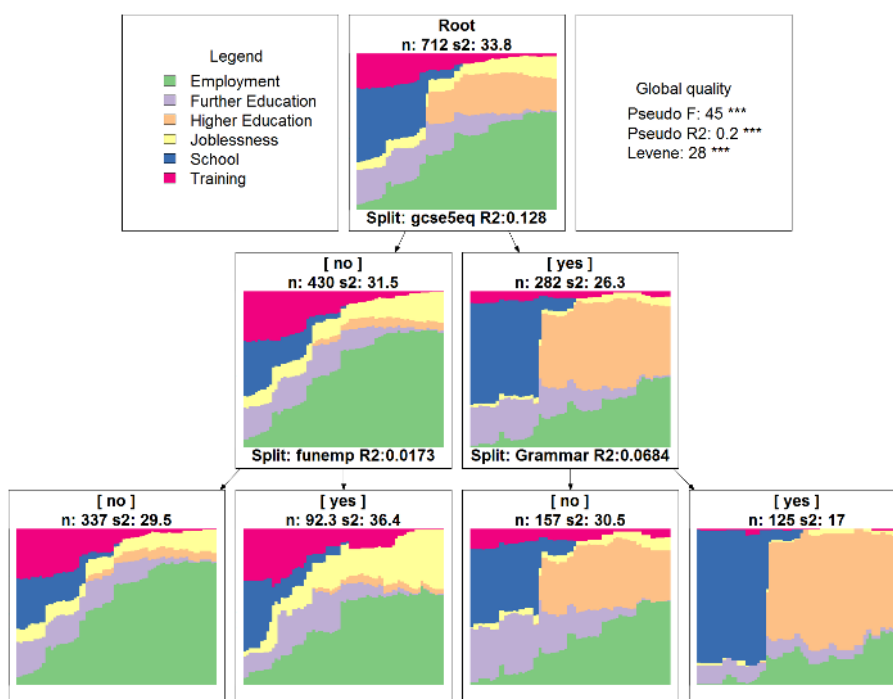 Legend
Employment
Further Education
Higher Education
Joblessness
School
Training
Root
n: 712 s2: 33.8
Split: gcse5eq R2:0.128
Global quality
Pseudo F: 45 ***
Pseudo R2: 0.2 ***
Levene: 28 ***
[ no ]
n: 430 s2: 31.5
Split: funemp R2:0.0173
[ yes ]
n: 282 s2: 26.3
Split: Grammar R2:0.0684
[ no ]
n: 337 s2: 29.5
[ yes ]
n: 92.3 s2: 36.4
[ no ]
n: 157 s2: 30.5
[ yes ]
n: 125 s2: 17